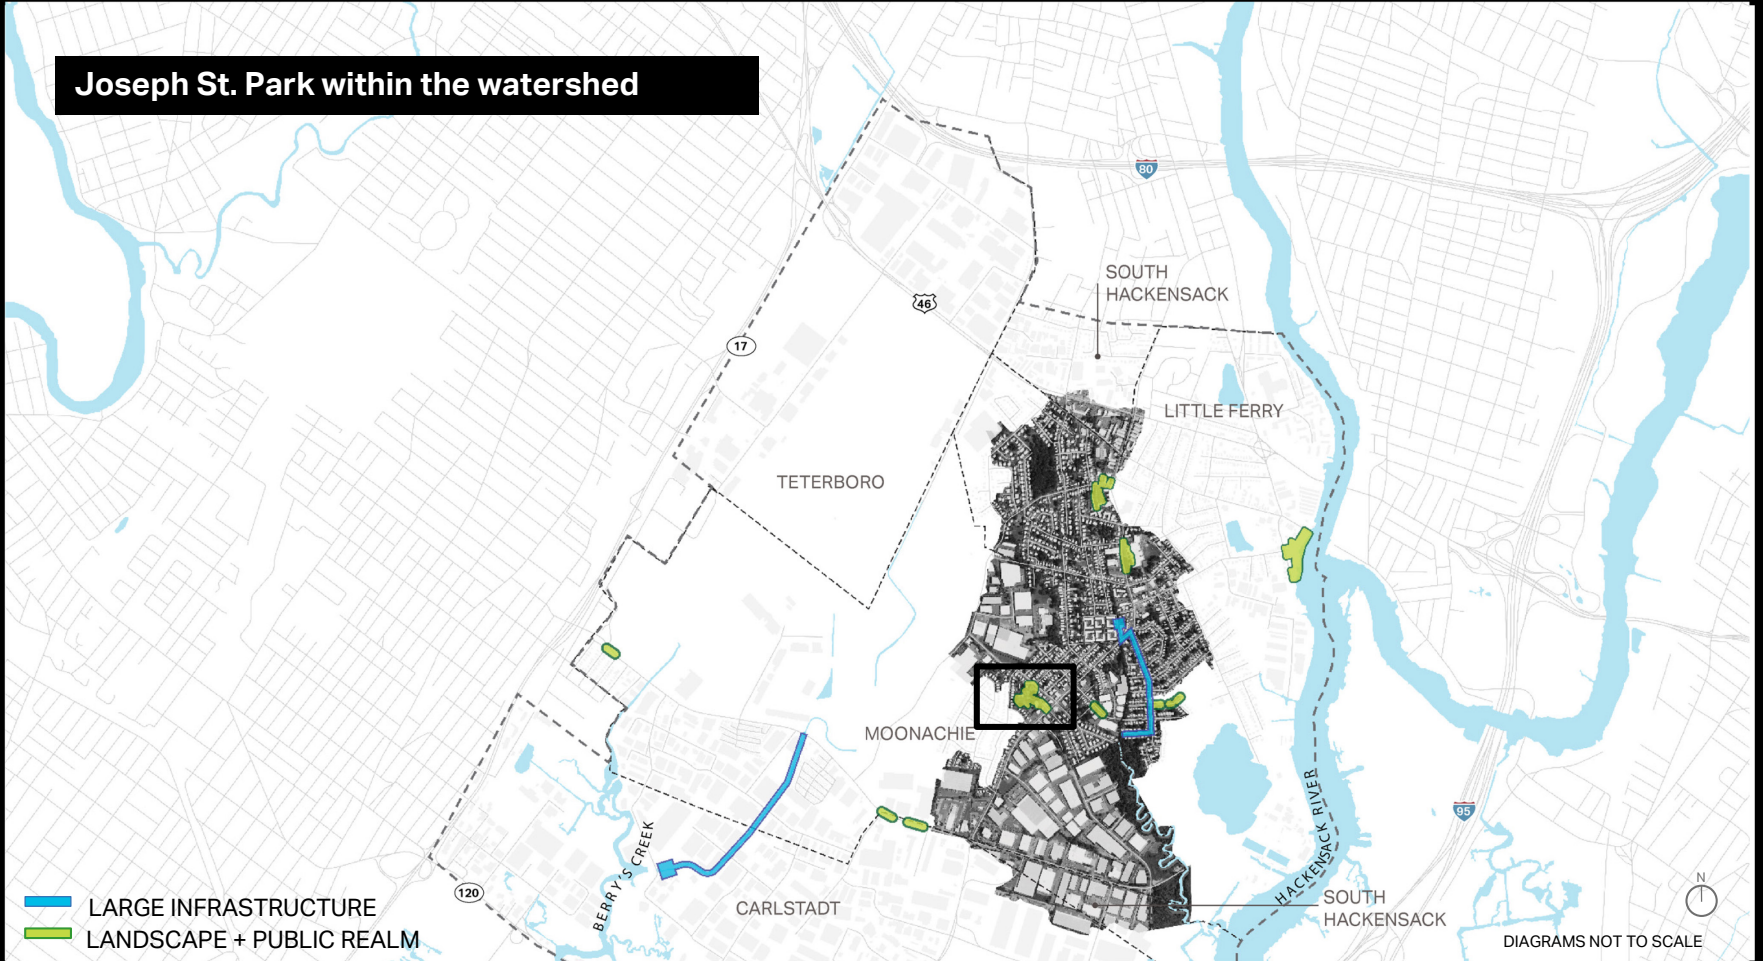 Joseph St. Park within the watershed
80
SOUTH
HACKENSACK
46
17
LITTLE FERRY
TETERBORO
MOONACHIE
HACKENSACK RIVER
95
BERRY'S CREEK
120
CARLSTADT
SOUTH
HACKENSACK
N
LARGE INFRASTRUCTURE
LANDSCAPE + PUBLIC REALM
DIAGRAMS NOT TO SCALE